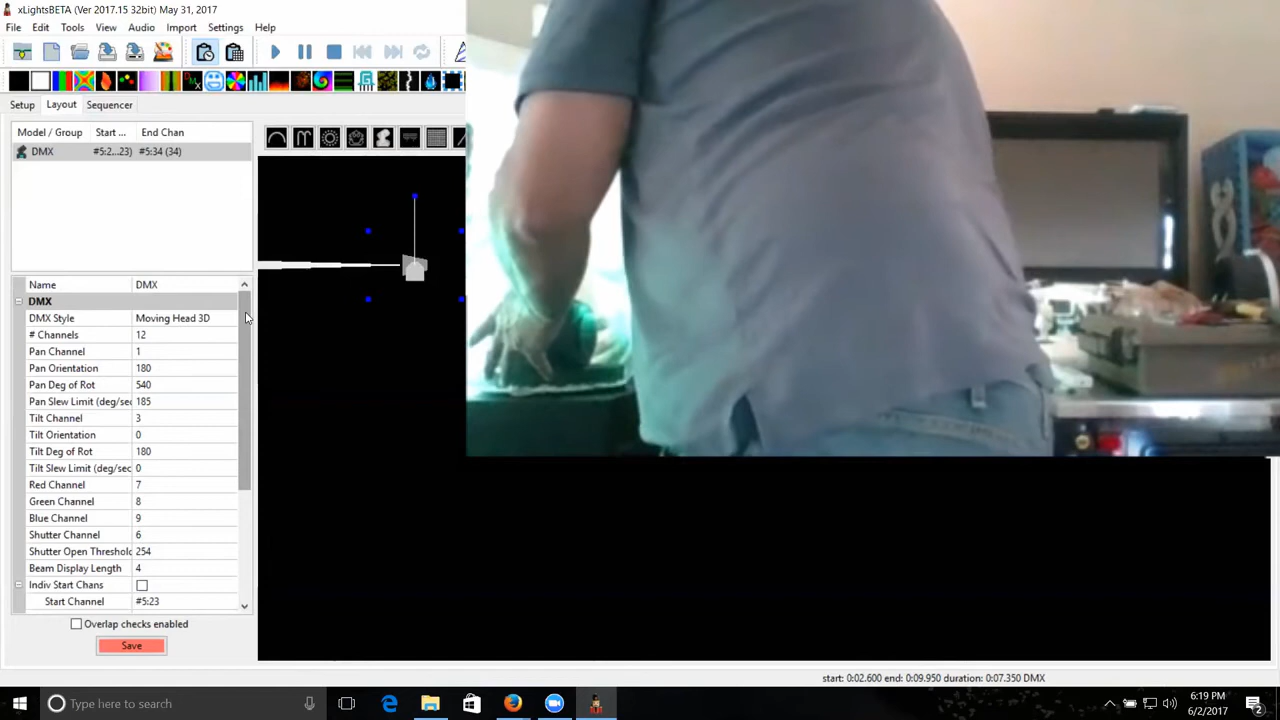 xLightsBETA (Ver 2017.15 32bit) May 31, 2017
File Edit Tools View Audio Import Settings Help
Setup Layout Sequencer
Model / Group Start ... End Chan
DMX #5:2...23) #5:34 (34)
Name DMX
DMX
DMX Style Moving Head 3D
# Channels 12
Pan Channel 1
Pan Orientation 180
Pan Deg of Rot 540
Pan Slew Limit (deg/sec 185
Tilt Channel 3
Tilt Orientation 0
Tilt Deg of Rot 180
Tilt Slew Limit (deg/sec 0
Red Channel 7
Green Channel 8
Blue Channel 9
Shutter Channel 6
Shutter Open Threshold 254
Beam Display Length 4
Indiv Start Chans
Start Channel #5:23
Overlap checks enabled
Save
start: 0:02.600 end: 0:09.950 duration: 0:07.350 DMX
Type here to search
6:19 PM
6/2/2017
2